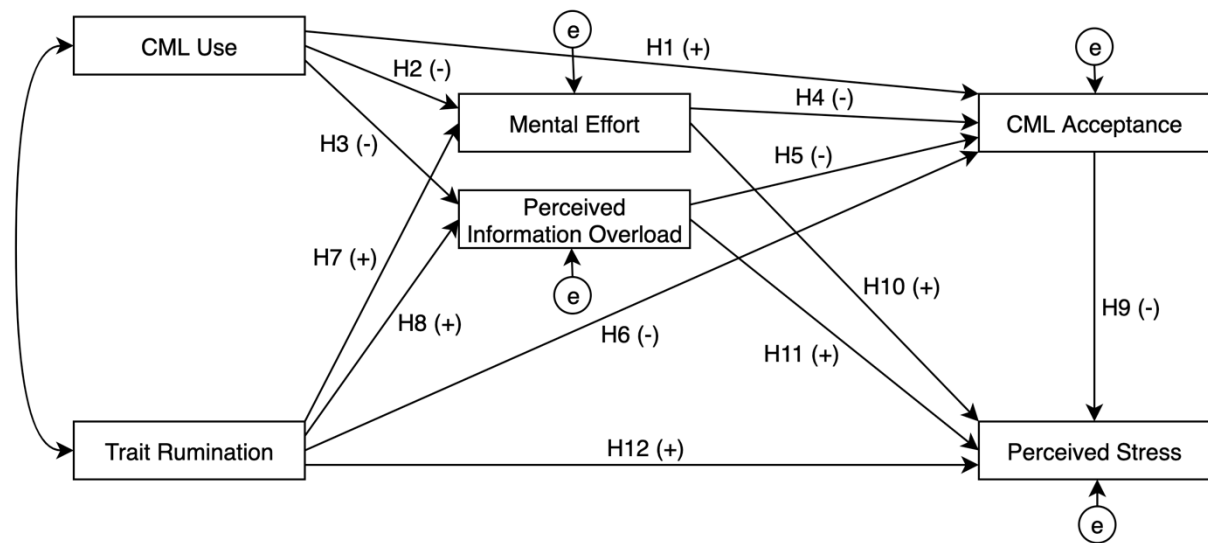 CML Use
e
e
H1 (+)
H2 (-)
H4 (-)
Mental Effort
CML Acceptance
H3 (-)
H5 (-)
Perceived
Information Overload
H7 (+)
e
H10 (+)
H8 (+)
H6 (-)
H9 (-)
H11 (+)
Trait Rumination
H12 (+)
Perceived Stress
e